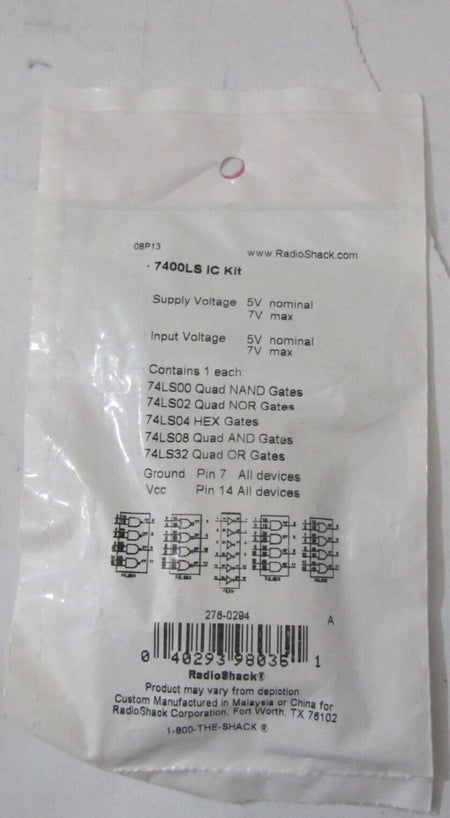 08P13
www.RadioShack.com
7400LS IC Kit
Supply Voltage 5V nominal
7V max
Input Voltage 5V nominal
7V max
Contains 1 each
74LS00 Quad NAND Gates
74LS02 Quad NOR Gates
74LS04 HEX Gates
74LS08 Quad AND Gates
74LS32 Quad OR Gates
Ground Pin 7 All devices
Vcc Pin 14 All devices
276-0294 A
0 40293 98035 1
RadioShack®
Product may vary from depiction
Custom Manufactured in Malaysia or China for
RadioShack Corporation, Fort Worth, TX 76102
1-800-THE-SHACK ®